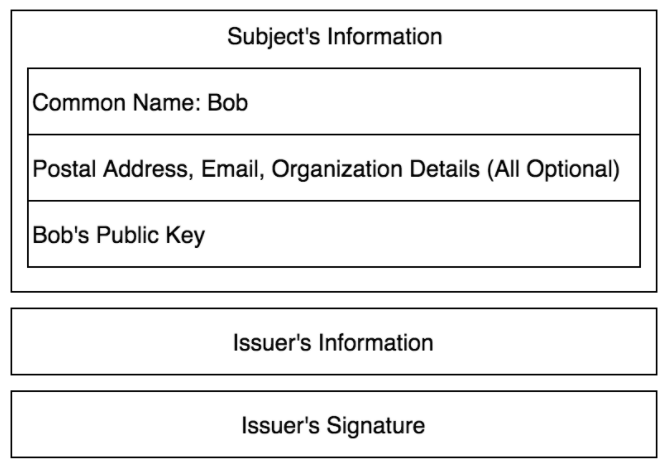 Subject's Information
Common Name: Bob
Postal Address, Email, Organization Details (All Optional)
Bob's Public Key
Issuer's Information
Issuer's Signature